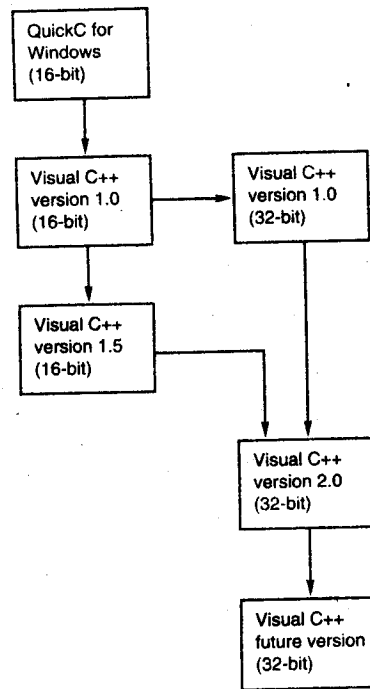 QuickC for
Windows
(16-bit)
Visual C++
version 1.0
(16-bit)
Visual C++
version 1.0
(32-bit)
Visual C++
version 1.5
(16-bit)
Visual C++
version 2.0
(32-bit)
Visual C++
future version
(32-bit)